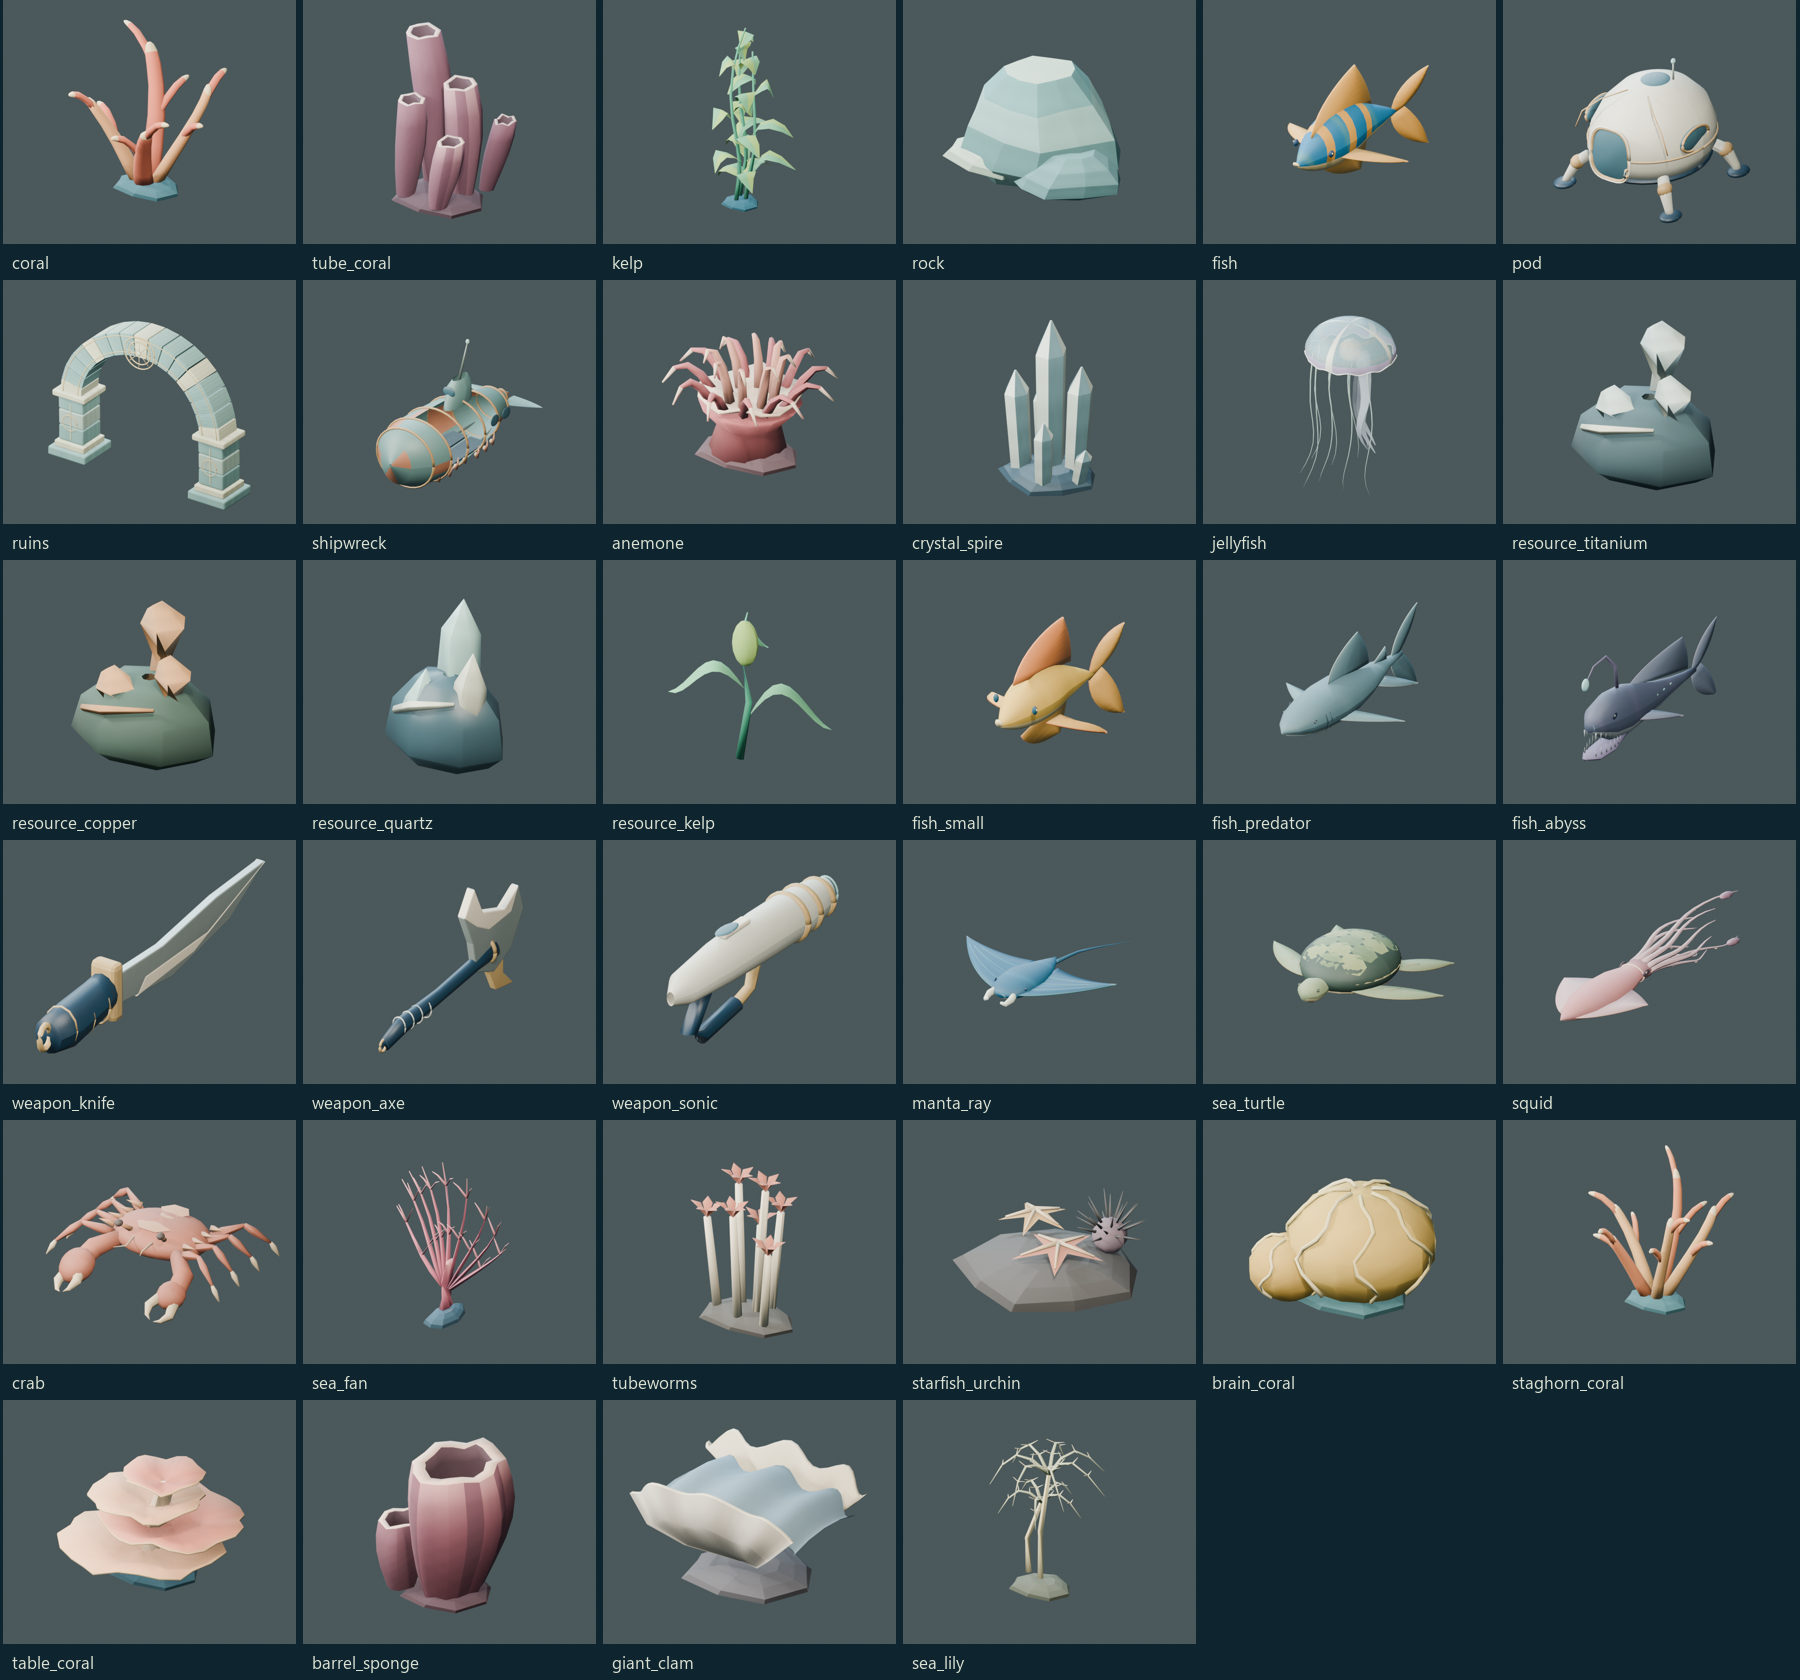 coral
tube_coral
kelp
rock
fish
pod
ruins
shipwreck
anemone
crystal_spire
jellyfish
resource_titanium
resource_copper
resource_quartz
resource_kelp
fish_small
fish_predator
fish_abyss
weapon_knife
weapon_axe
weapon_sonic
manta_ray
sea_turtle
squid
crab
sea_fan
tubeworms
starfish_urchin
brain_coral
staghorn_coral
table_coral
barrel_sponge
giant_clam
sea_lily